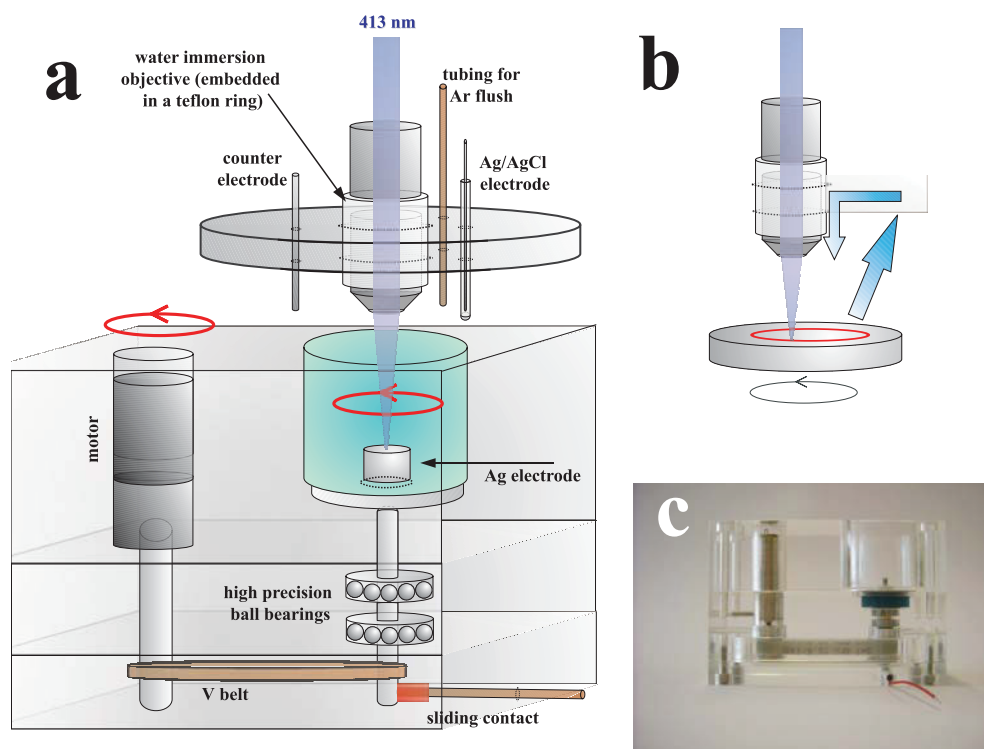 a
413 nm
water immersion
objective (embedded
in a teflon ring)
tubing for
Ar flush
counter
electrode
Ag/AgCl
electrode
motor
Ag electrode
high precision
ball bearings
V belt
sliding contact
b
c